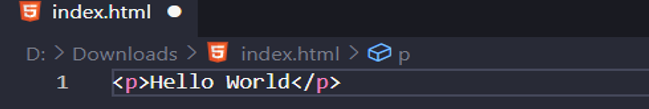 index.html
D: > Downloads > index.html > p
1 <p>Hello World</p>